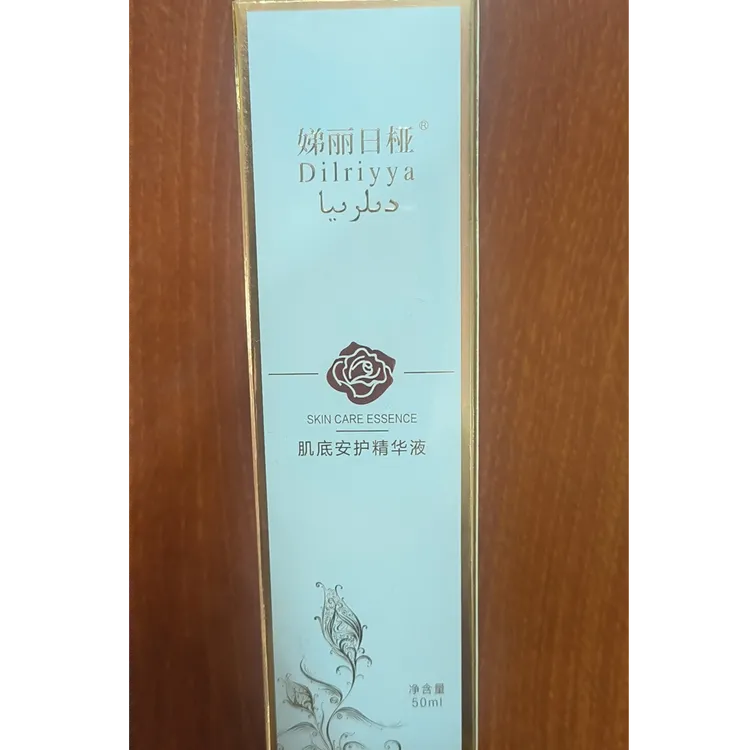 娣丽日桠®
Dilriyya
دىلرىيا
SKIN CARE ESSENCE
肌底安护精华液
净含量
50ml